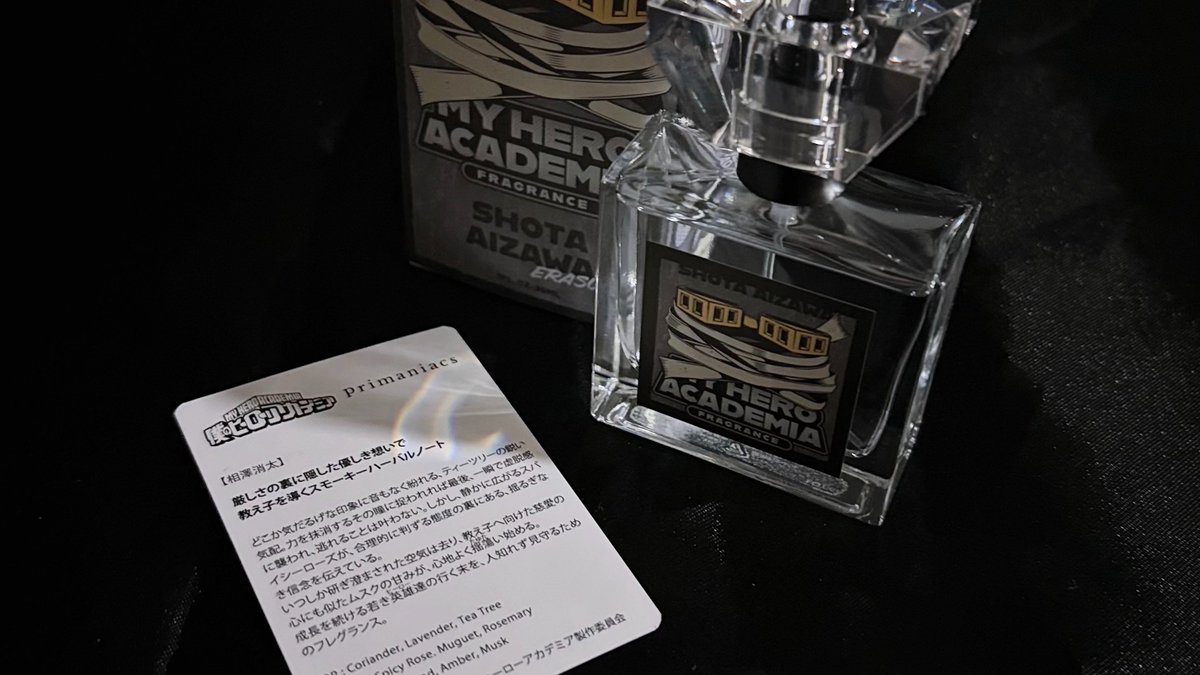 MY HERO
ACADEM
FRAGRANCE
SHOTA
AIZAWA
ERAS
SHOTA AIZAWA
MY HERO
ACADEMIA
FRAGRANCE
MY HERO ACADEMIA
僕のヒーローアカデミア
primaniacs
【相澤消太】
厳しさの裏に隠した優しき想いで
教え子を導くスモーキーハーバルノート
どこか気だるげな印象に音もなく紛れる、ティーツリーの鋭い
気配。力を抹消するその瞳に捉われれば最後、一瞬で虚脱感
に襲われ、逃れることは叶わない。しかし、静かに広がるスパ
イシーローズが、合理的に判ずる態度の裏にある、揺るぎな
き信念を伝えている。
いつしか研ぎ澄まされた空気は去り、教え子へ向けた慈愛の
心にも似たムスクの甘みが、心地よく揺蕩い始める。
成長を続ける若き英雄達の行く末を、人知れず見守るため
のフレグランス。
: Coriander, Lavender, Tea Tree
Spicy Rose, Muguet, Rosemary
, Amber, Musk
ーローアカデミア製作委員会